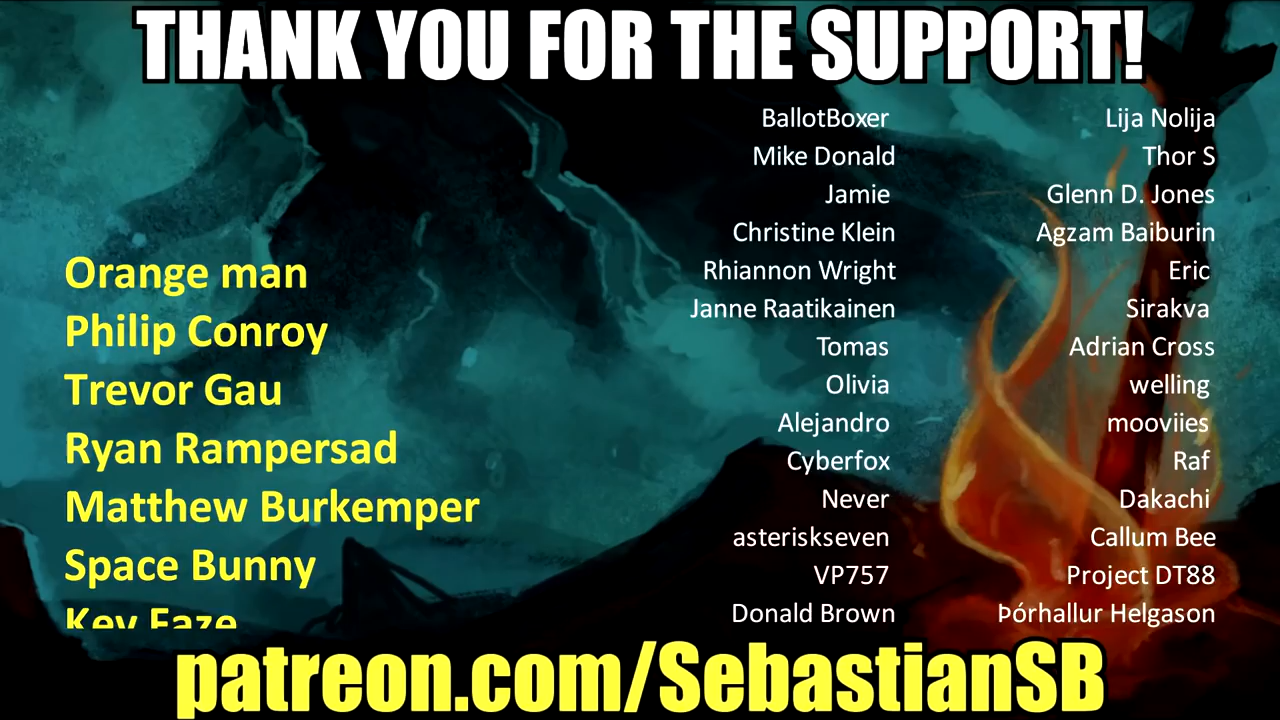 THANK YOU FOR THE SUPPORT!
Orange man
Philip Conroy
Trevor Gau
Ryan Rampersad
Matthew Burkemper
Space Bunny
Kev Faze
BallotBoxer
Mike Donald
Jamie
Christine Klein
Rhiannon Wright
Janne Raatikainen
Tomas
Olivia
Alejandro
Cyberfox
Never
asteriskseven
VP757
Donald Brown
Lija Nolija
Thor S
Glenn D. Jones
Agzam Baiburin
Eric
Sirakva
Adrian Cross
welling
mooviies
Raf
Dakachi
Callum Bee
Project DT88
Þórhallur Helgason
patreon.com/SebastianSB